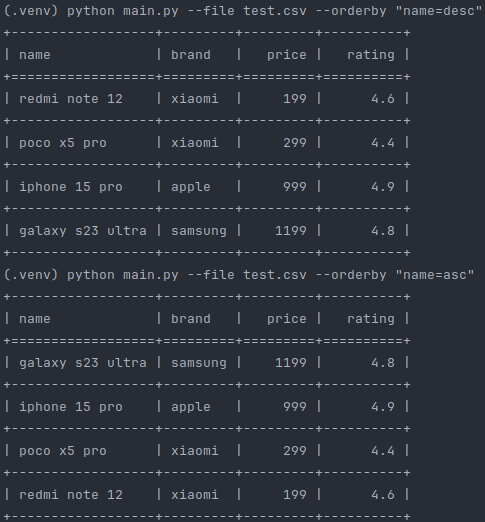 (.venv) python main.py --file test.csv --orderby "name=desc"
+------------------+---------+---------+----------+
| name             | brand   |   price |   rating |
+==================+=========+=========+==========+
| redmi note 12    | xiaomi  |     199 |      4.6 |
+------------------+---------+---------+----------+
| poco x5 pro      | xiaomi  |     299 |      4.4 |
+------------------+---------+---------+----------+
| iphone 15 pro    | apple   |     999 |      4.9 |
+------------------+---------+---------+----------+
| galaxy s23 ultra | samsung |    1199 |      4.8 |
+------------------+---------+---------+----------+
(.venv) python main.py --file test.csv --orderby "name=asc"
+------------------+---------+---------+----------+
| name             | brand   |   price |   rating |
+==================+=========+=========+==========+
| galaxy s23 ultra | samsung |    1199 |      4.8 |
+------------------+---------+---------+----------+
| iphone 15 pro    | apple   |     999 |      4.9 |
+------------------+---------+---------+----------+
| poco x5 pro      | xiaomi  |     299 |      4.4 |
+------------------+---------+---------+----------+
| redmi note 12    | xiaomi  |     199 |      4.6 |
+------------------+---------+---------+----------+